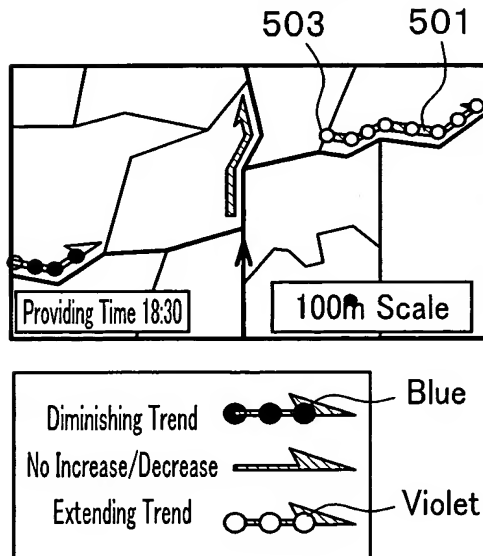 503
501
Providing Time 18:30
100m Scale
Diminishing Trend
Blue
No Increase/Decrease
Extending Trend
Violet